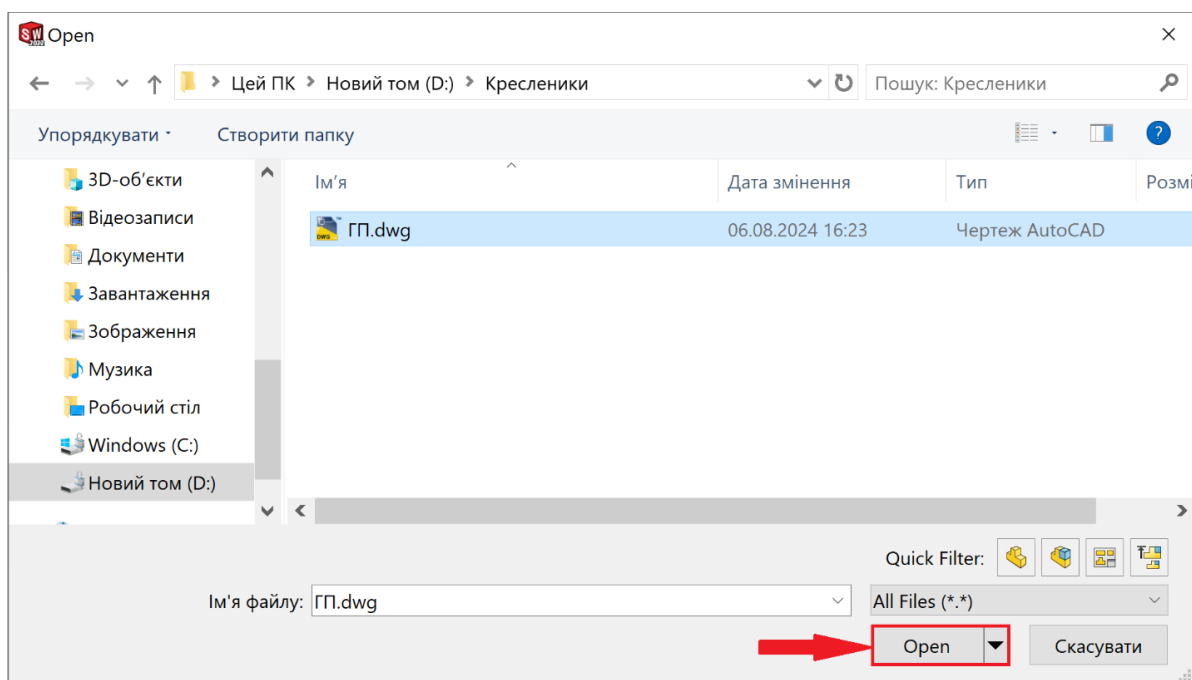 SW 2020 Open
Цей ПК Новий том (D:) Кресленики Пошук: Кресленики
Упорядкувати Створити папку ?
Ім’я Дата змінення Тип Розмі
ГП.dwg 06.08.2024 16:23 Чертеж AutoCAD
3D-об’єкти
Відеозаписи
Документи
Завантаження
Зображення
Музика
Робочий стіл
Windows (C:)
Новий том (D:)
Quick Filter:
Ім'я файлу: ГП.dwg All Files (*.*)
Open Скасувати